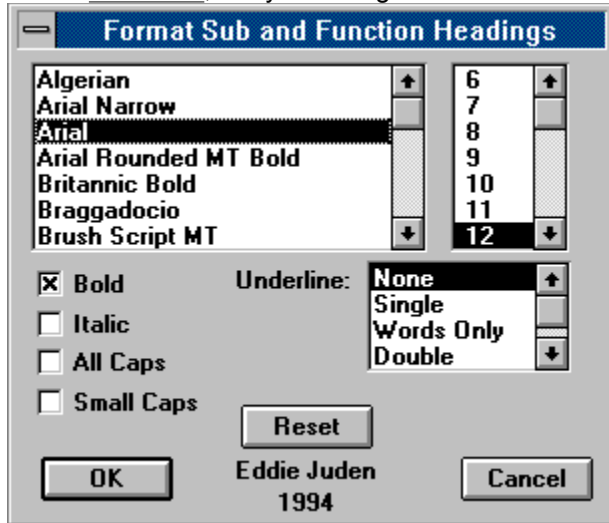 Format Sub and Function Headings
Algerian
Arial Narrow
Arial
Arial Rounded MT Bold
Britannic Bold
Braggadocio
Brush Script MT
6
7
8
9
10
11
12
Bold
Italic
All Caps
Small Caps
Underline:
None
Single
Words Only
Double
Reset
OK
Eddie Juden
1994
Cancel